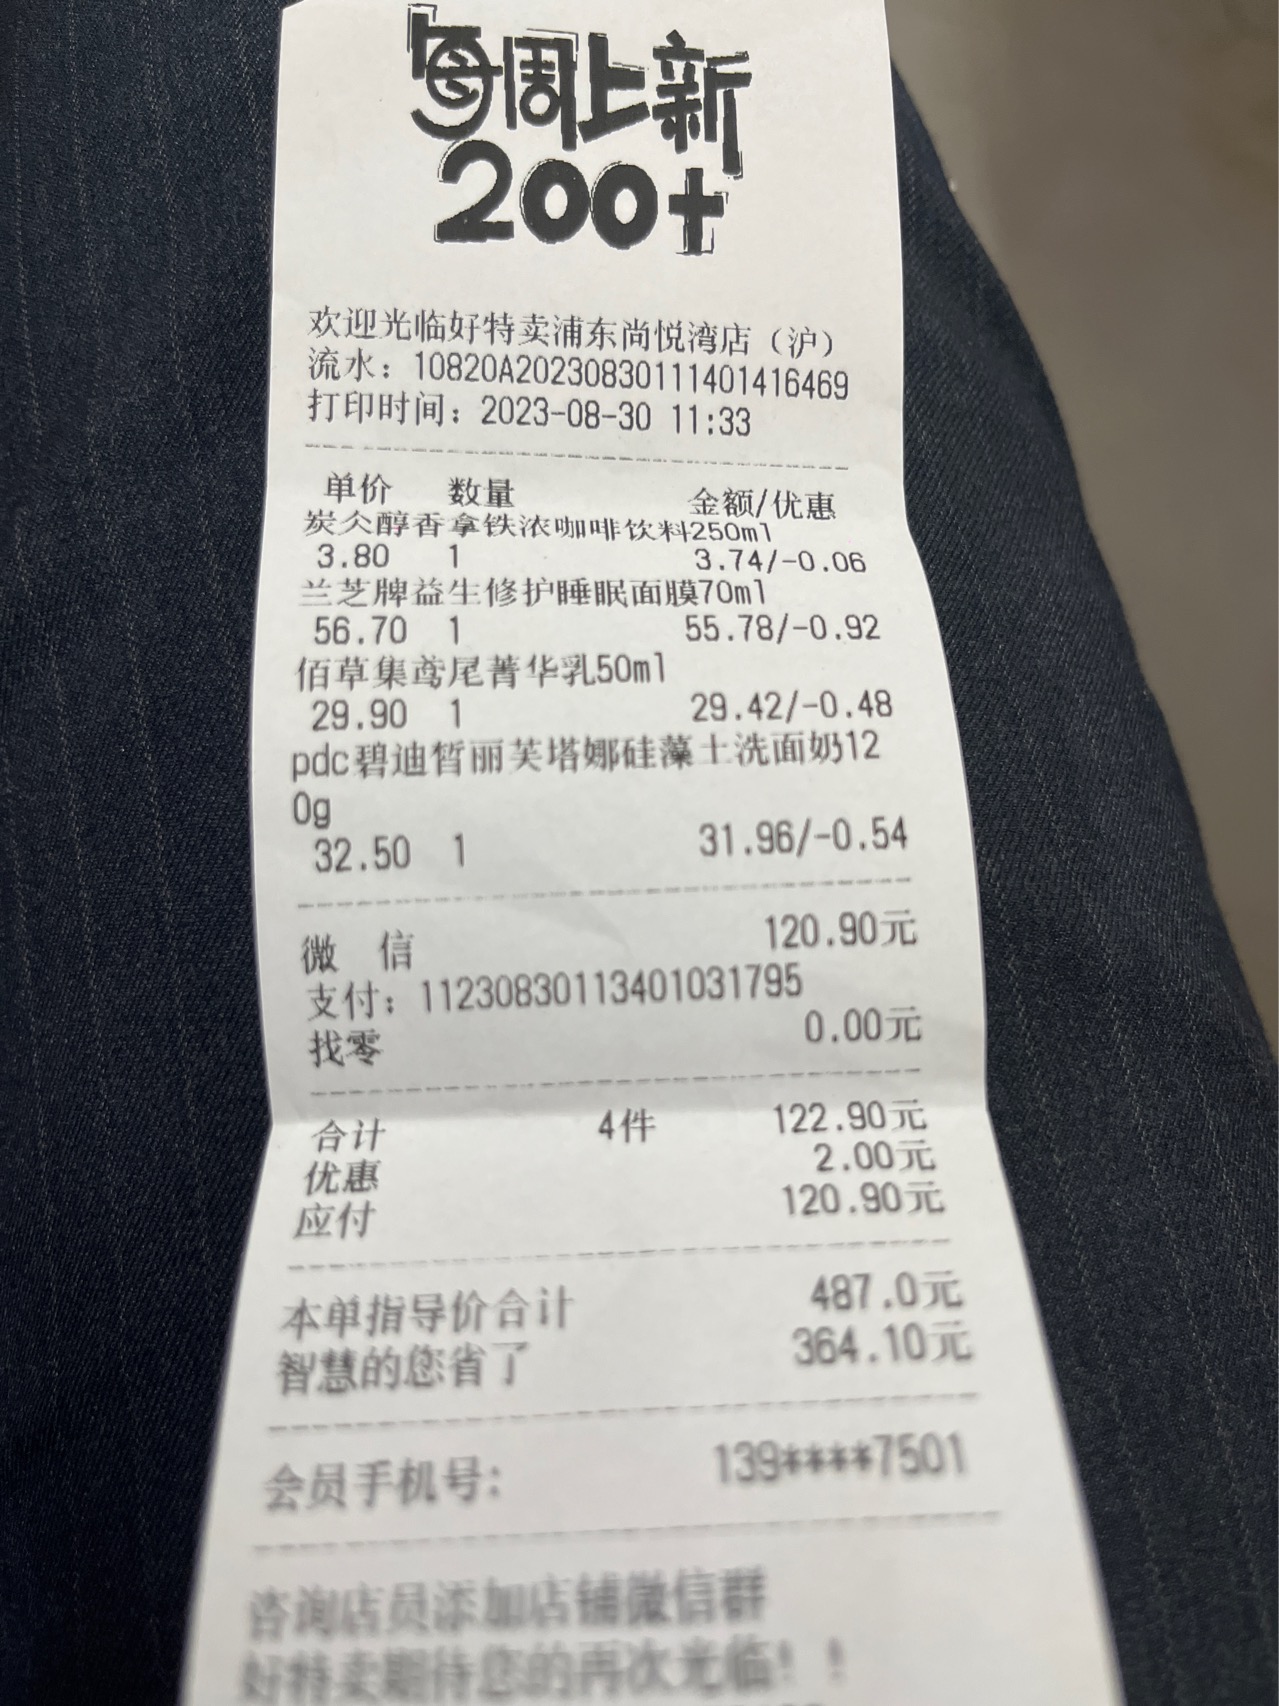 每周上新
200+
欢迎光临好特卖浦东尚悦湾店（沪）
流水：10820A20230830111401416469
打印时间：2023-08-30 11:33
单价 数量 金额/优惠
炭仌醇香拿铁浓咖啡饮料250ml
3.80 1 3.74/-0.06
兰芝牌益生修护睡眠面膜70ml
56.70 1 55.78/-0.92
佰草集鸢尾菁华乳50ml
29.90 1 29.42/-0.48
pdc碧迪皙丽芙塔娜硅藻土洗面奶12
0g
32.50 1 31.96/-0.54
微 信 120.90元
支付：11230830113401031795
找零 0.00元
合计 4件 122.90元
优惠 2.00元
应付 120.90元
本单指导价合计 487.0元
智慧的您省了 364.10元
会员手机号： 139****7501
咨询店员添加店铺微信群
好特卖期待您的再次光临！！